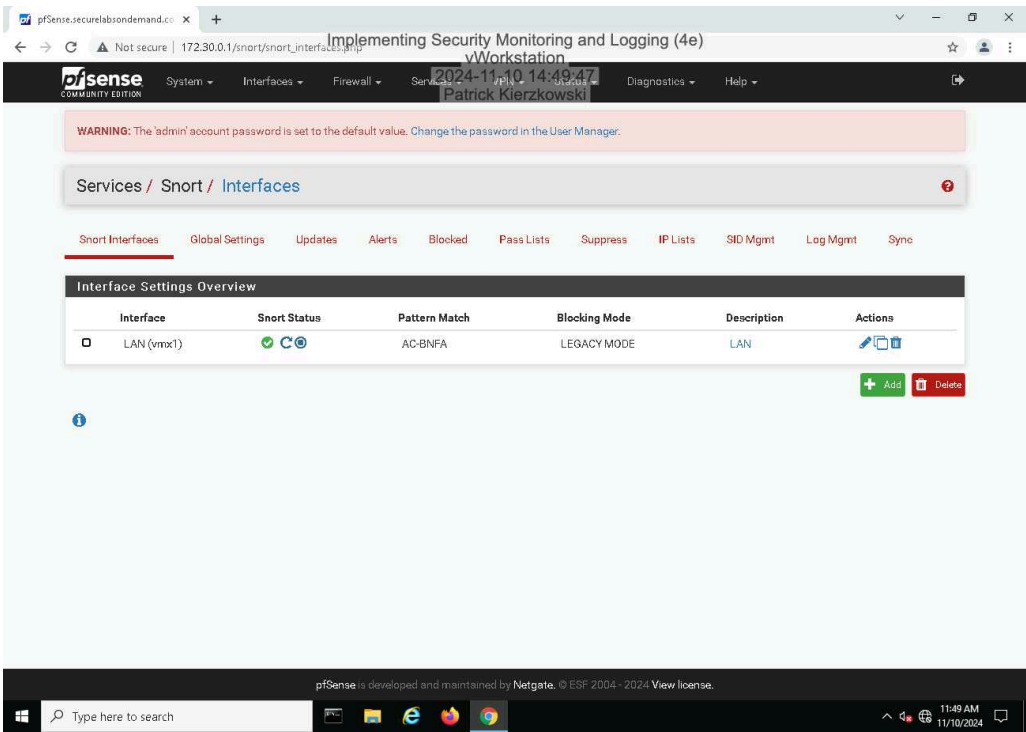 pfSense.securelabsondemand.co
Not secure | 172.30.0.1/snort/snort_interfaces.php
Implementing Security Monitoring and Logging (4e)
vWorkstation
2024-11-10 14:49:47
Patrick Kierzkowski
pfsense
COMMUNITY EDITION
System Interfaces Firewall Services VPN Status Diagnostics Help
WARNING: The 'admin' account password is set to the default value. Change the password in the User Manager.
Services / Snort / Interfaces
Snort Interfaces Global Settings Updates Alerts Blocked Pass Lists Suppress IP Lists SID Mgmt Log Mgmt Sync
Interface Settings Overview
Interface Snort Status Pattern Match Blocking Mode Description Actions
LAN (vmx1) AC-BNFA LEGACY MODE LAN
Add Delete
pfSense is developed and maintained by Netgate. © ESF 2004 - 2024 View license.
Type here to search
11:49 AM
11/10/2024